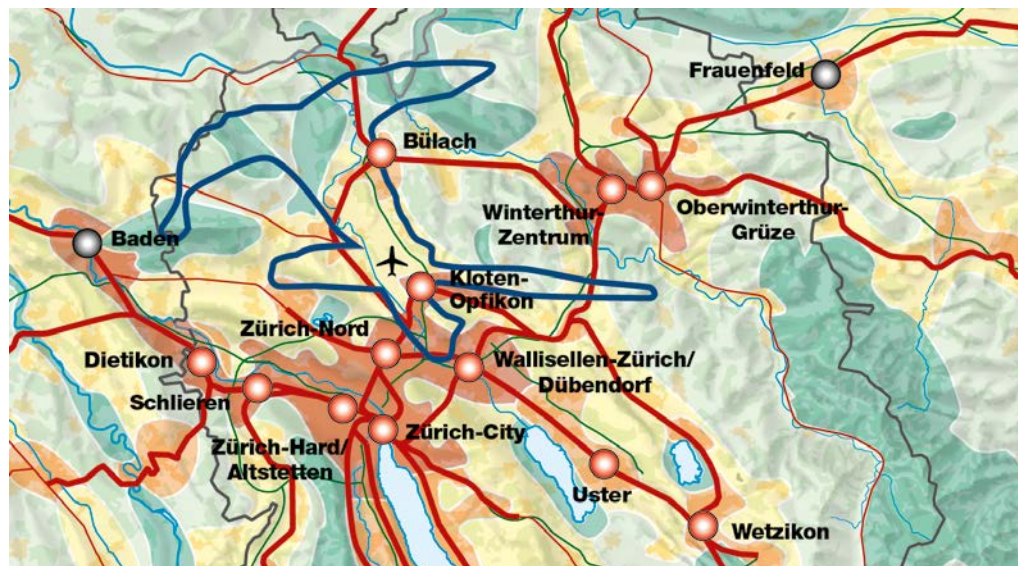 Frauenfeld
Bülach
Winterthur-
Zentrum
Oberwinterthur-
Grüze
Baden
Kloten-
Opfikon
Zürich-Nord
Dietikon
Wallisellen-Zürich/
Dübendorf
Schlieren
Zürich-Hard/
Altstetten
Zürich-City
Uster
Wetzikon